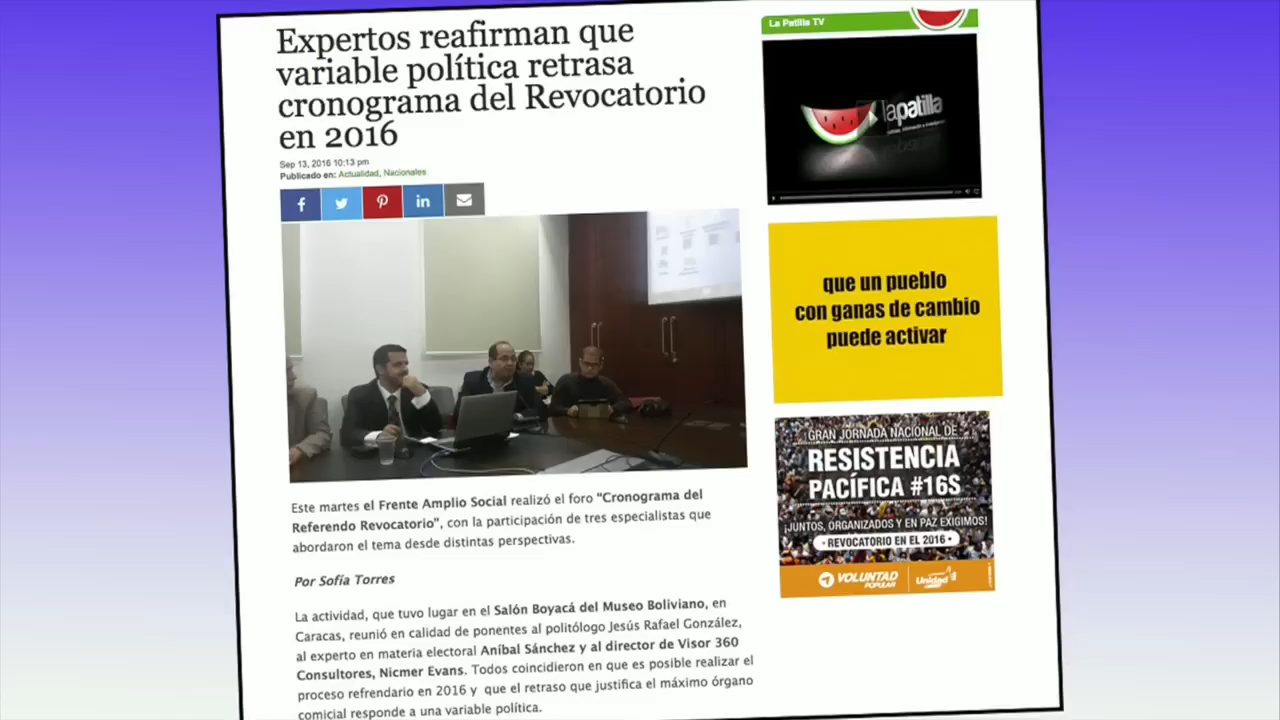 Expertos reafirman que
variable política retrasa
cronograma del Revocatorio
en 2016
Sep 13, 2016 10:13 pm
Publicado en: Actualidad, Nacionales
Este martes el Frente Amplio Social realizó el foro “Cronograma del
Referendo Revocatorio”, con la participación de tres especialistas que
abordaron el tema desde distintas perspectivas.
Por Sofía Torres
La actividad, que tuvo lugar en el Salón Boyacá del Museo Boliviano, en
Caracas, reunió en calidad de ponentes al politólogo Jesús Rafael González,
al experto en materia electoral Aníbal Sánchez y al director de Visor 360
Consultores, Nicmer Evans. Todos coincidieron en que es posible realizar el
proceso refrendario en 2016 y que el retraso que justifica el máximo órgano
comicial responde a una variable política.
La Patilla TV
lapatilla
que un pueblo
con ganas de cambio
puede activar
GRAN JORNADA NACIONAL DE
RESISTENCIA
PACÍFICA #16S
¡JUNTOS, ORGANIZADOS Y EN PAZ EXIGIMOS!
• REVOCATORIO EN EL 2016 •
VOLUNTAD
POPULAR
Unidad